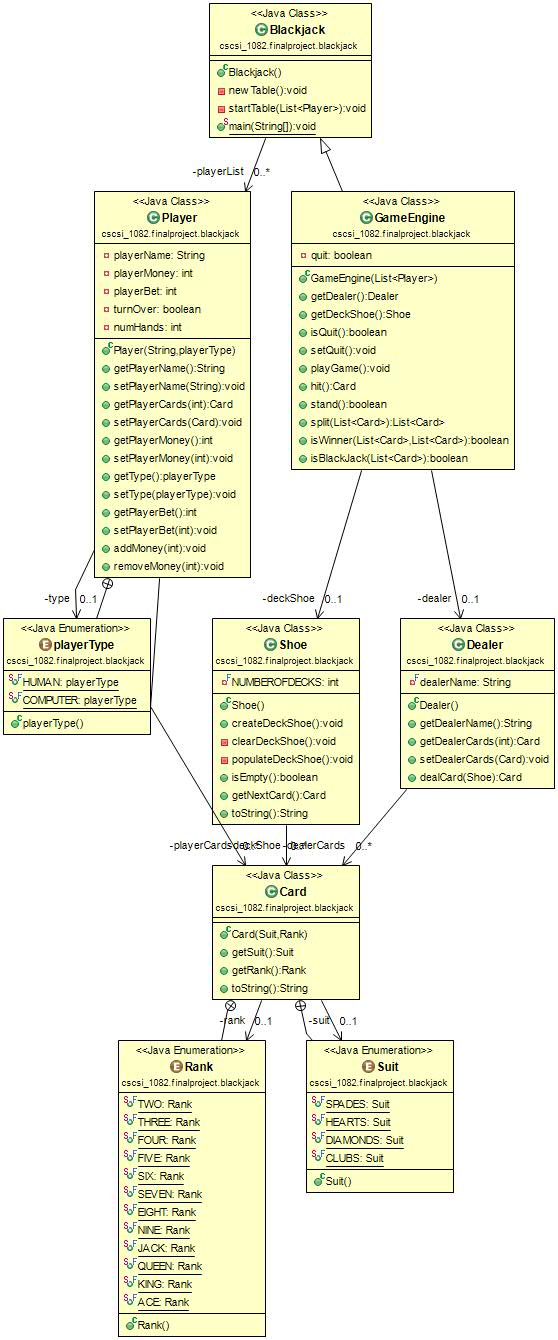 <<Java Class>>
Blackjack
cscsi_1082.finalproject.blackjack
Blackjack()
newTable():void
startTable(List<Player>):void
main(String[]):void
-playerList 0..*
<<Java Class>>
Player
cscsi_1082.finalproject.blackjack
playerName: String
playerMoney: int
playerBet: int
turnOver: boolean
numHands: int
Player(String,playerType)
getPlayerName():String
setPlayerName(String):void
getPlayerCards(int):Card
setPlayerCards(Card):void
getPlayerMoney():int
setPlayerMoney(int):void
getType():playerType
setType(playerType):void
getPlayerBet():int
setPlayerBet(int):void
addMoney(int):void
removeMoney(int):void
<<Java Class>>
GameEngine
cscsi_1082.finalproject.blackjack
quit: boolean
GameEngine(List<Player>)
getDealer():Dealer
getDeckShoe():Shoe
isQuit():boolean
setQuit():void
playGame():void
hit():Card
stand():boolean
split(List<Card>):List<Card>
isWinner(List<Card>,List<Card>):boolean
isBlackJack(List<Card>):boolean
-type 0..1
-deckShoe 0..1
-dealer 0..1
<<Java Enumeration>>
playerType
cscsi_1082.finalproject.blackjack
HUMAN: playerType
COMPUTER: playerType
playerType()
<<Java Class>>
Shoe
cscsi_1082.finalproject.blackjack
NUMBEROFDECKS: int
Shoe()
createDeckShoe():void
clearDeckShoe():void
populateDeckShoe():void
isEmpty():boolean
getNextCard():Card
toString():String
<<Java Class>>
Dealer
cscsi_1082.finalproject.blackjack
dealerName: String
Dealer()
getDealerName():String
getDealerCards(int):Card
setDealerCards(Card):void
dealCard(Shoe):Card
-playerCards 0..* -deckShoe 0..* -dealerCards 0..*
<<Java Class>>
Card
cscsi_1082.finalproject.blackjack
Card(Suit,Rank)
getSuit():Suit
getRank():Rank
toString():String
-rank 0..1
-suit 0..1
<<Java Enumeration>>
Rank
cscsi_1082.finalproject.blackjack
TWO: Rank
THREE: Rank
FOUR: Rank
FIVE: Rank
SIX: Rank
SEVEN: Rank
EIGHT: Rank
NINE: Rank
JACK: Rank
QUEEN: Rank
KING: Rank
ACE: Rank
Rank()
<<Java Enumeration>>
Suit
cscsi_1082.finalproject.blackjack
SPADES: Suit
HEARTS: Suit
DIAMONDS: Suit
CLUBS: Suit
Suit()